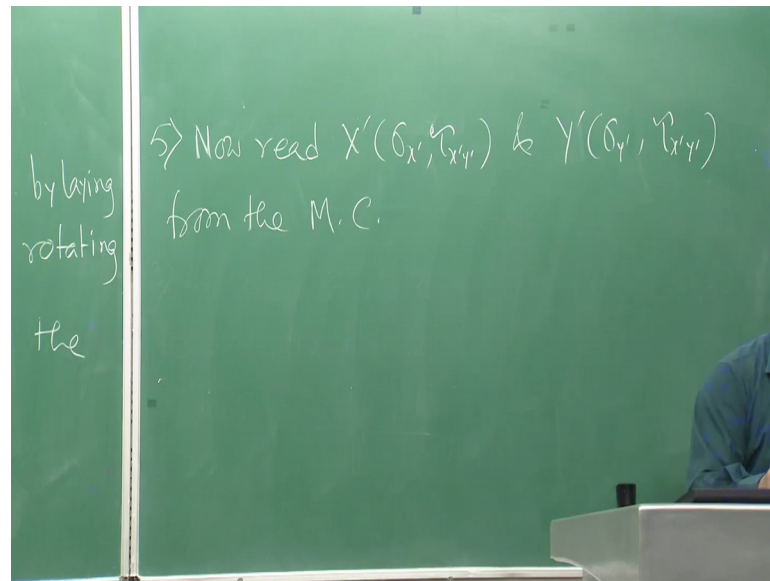 by laying
rotating
the
5) Now read X'(σx', τx'y') & Y'(σy', τx'y')
from the M.C.